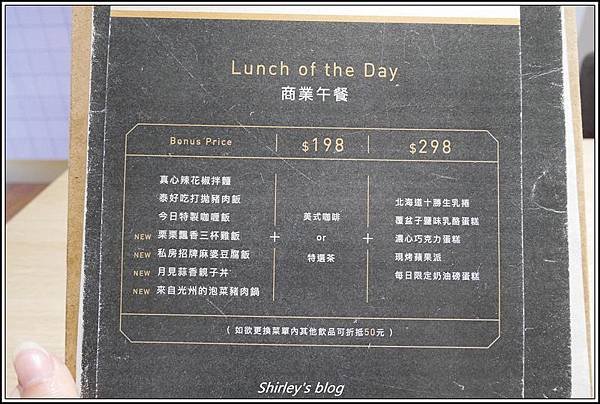 Lunch of the Day
商業午餐
Bonus Price
$198
$298
真心辣花椒拌麵
泰好吃打拋豬肉飯
今日特製咖喱飯
NEW 栗栗飄香三杯雞飯
NEW 私房招牌麻婆豆腐飯
NEW 月見蒜香親子丼
NEW 來自光州的泡菜豬肉鍋
+
美式咖啡
or
特選茶
+
北海道十勝生乳捲
覆盆子鹽味乳酪蛋糕
濃心巧克力蛋糕
現烤蘋果派
每日限定奶油磅蛋糕
( 如欲更換菜單內其他飲品可折抵50元 )
Shirley's blog